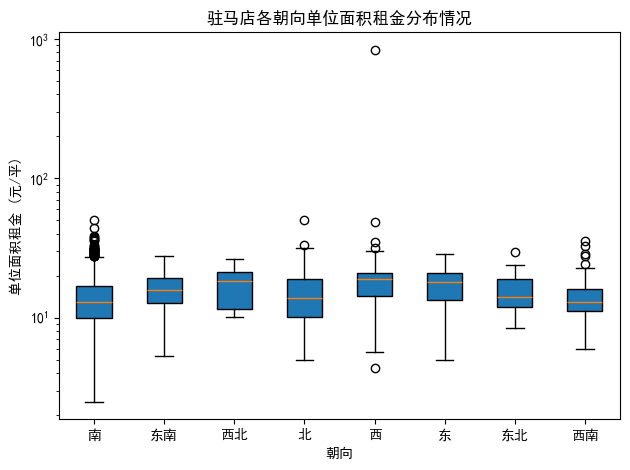 驻马店各朝向单位面积租金分布情况
单位面积租金（元/平）
10³
10²
10¹
南 东南 西北 北 西 东 东北 西南
朝向